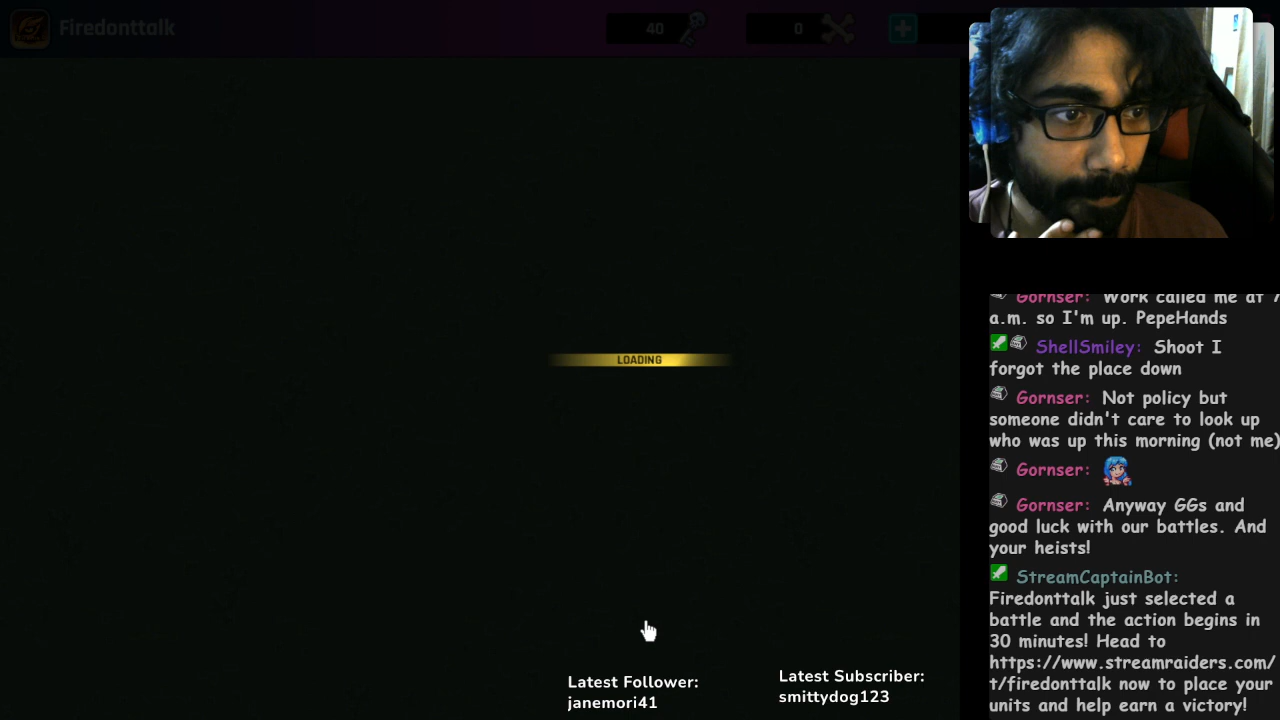 Firedonttalk
40
0
LOADING
Latest Follower:
janemori41
Latest Subscriber:
smittydog123
Gornser: Work called me at 7
a.m. so I'm up. PepeHands
ShellSmiley: Shoot I
forgot the place down
Gornser: Not policy but
someone didn't care to look up
who was up this morning (not me)
Gornser:
Gornser: Anyway GGs and
good luck with our battles. And
your heists!
StreamCaptainBot:
Firedonttalk just selected a
battle and the action begins in
30 minutes! Head to
https://www.streamraiders.com/
t/firedonttalk now to place your
units and help earn a victory!